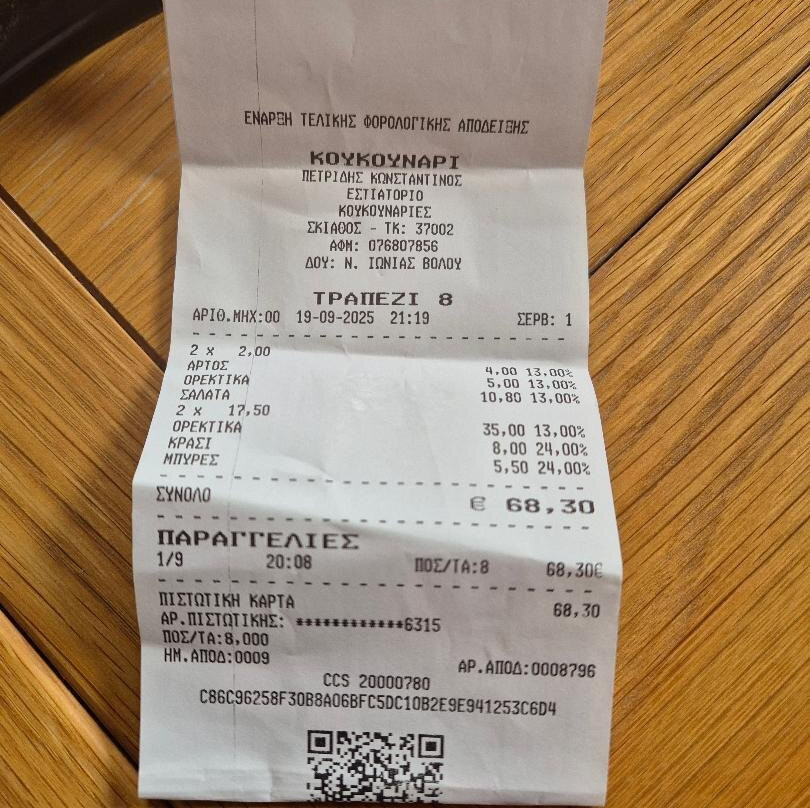 ΕΝΑΡΞΗ ΤΕΛΙΚΗΣ ΦΟΡΟΛΟΓΙΚΗΣ ΑΠΟΔΕΙΞΗΣ
ΚΟΥΚΟΥΝΑΡΙ
ΠΕΤΡΙΔΗΣ ΚΩΝΣΤΑΝΤΙΝΟΣ
ΕΣΤΙΑΤΟΡΙΟ
ΚΟΥΚΟΥΝΑΡΙΕΣ
ΣΚΙΑΘΟΣ - ΤΚ: 37002
ΑΦΜ: 076807856
ΔΟΥ: Ν. ΙΩΝΙΑΣ ΒΟΛΟΥ
ΤΡΑΠΕΖΙ 8
ΑΡΙΘ.ΜΗΧ:00 19-09-2025 21:19 ΣΕΡΒ: 1
2 x 2,00
ΑΡΤΟΣ 4,00 13,00%
ΟΡΕΚΤΙΚΑ 5,00 13,00%
ΣΑΛΑΤΑ 10,80 13,00%
2 x 17,50
ΟΡΕΚΤΙΚΑ 35,00 13,00%
ΚΡΑΣΙ 8,00 24,00%
ΜΠΥΡΕΣ 5,50 24,00%
ΣΥΝΟΛΟ € 68,30
ΠΑΡΑΓΓΕΛΙΕΣ
1/9 20:08 ΠΟΣ/ΤΑ:8 68,30€
ΠΙΣΤΩΤΙΚΗ ΚΑΡΤΑ 68,30
ΑΡ.ΠΙΣΤΩΤΙΚΗΣ: ************6315
ΠΟΣ/ΤΑ:8,000
ΗΜ.ΑΠΟΔ:0009 ΑΡ.ΑΠΟΔ:0008796
CCS 20000780
C86C96258F30B8A06BFC5DC10B2E9E941253C6D4